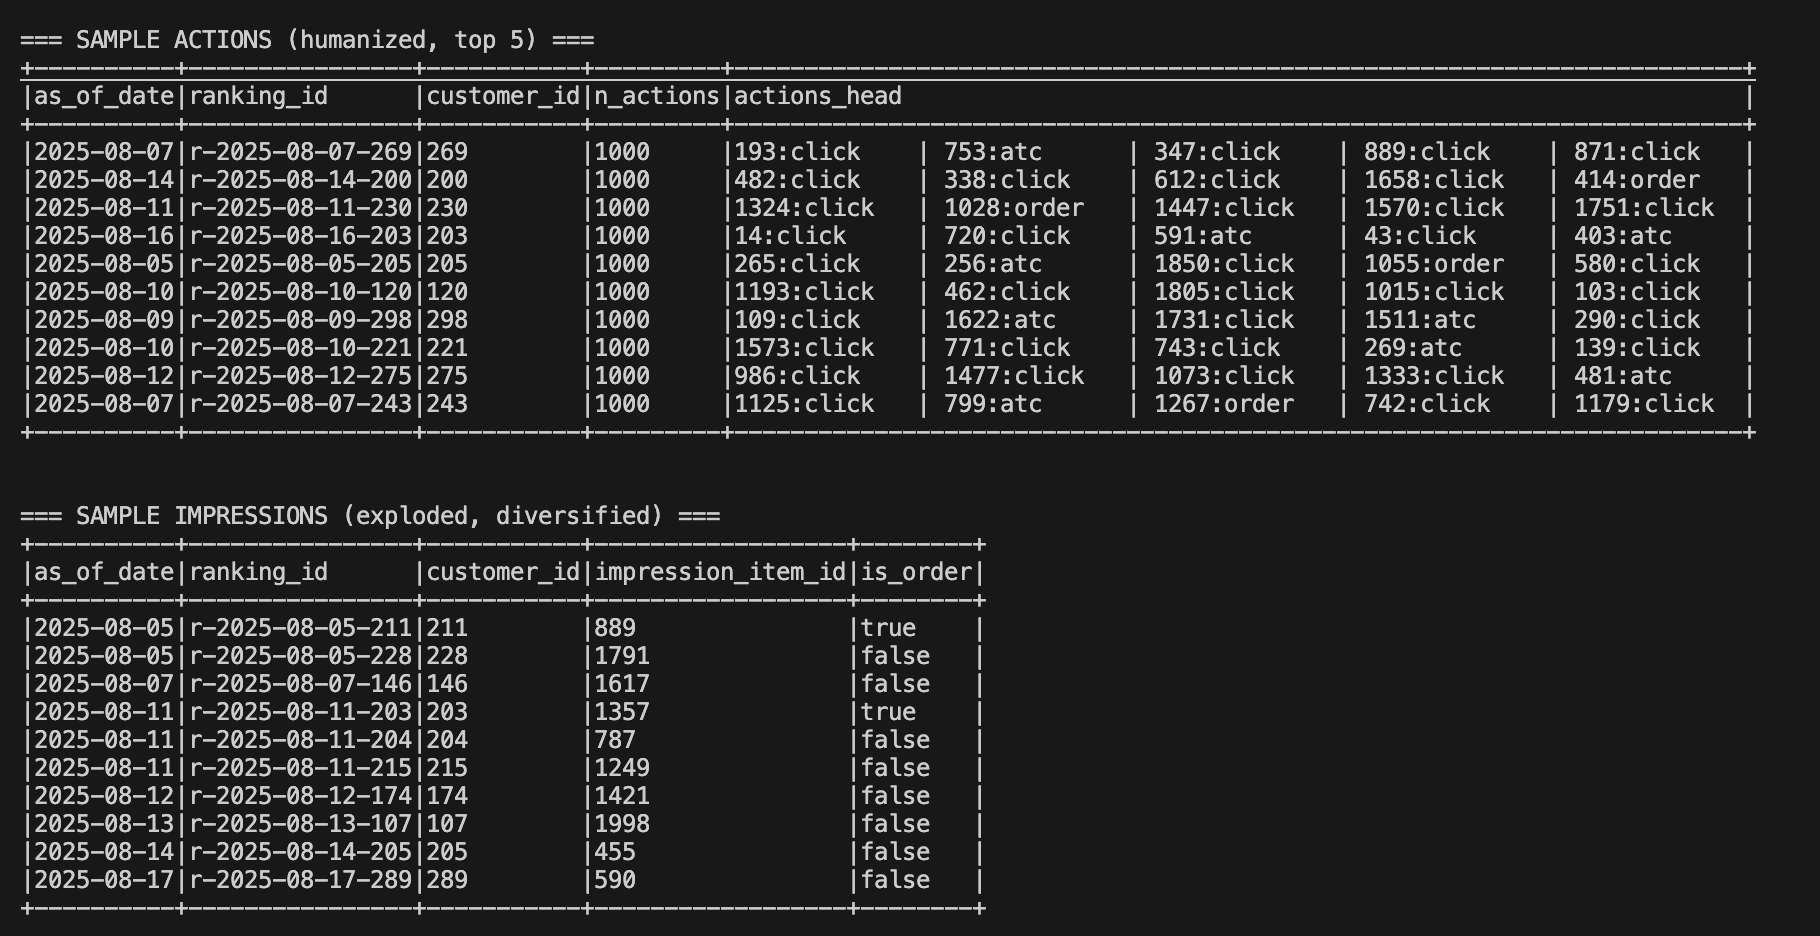 === SAMPLE ACTIONS (humanized, top 5) ===
+----------+----------------+-----------+---------+------------------------------------------------------------------------+
|as_of_date|ranking_id      |customer_id|n_actions|actions_head                                                            |
+----------+----------------+-----------+---------+------------------------------------------------------------------------+
|2025-08-07|r-2025-08-07-269|269        |1000     |193:click    | 753:atc      | 347:click    | 889:click    | 871:click   |
|2025-08-14|r-2025-08-14-200|200        |1000     |482:click    | 338:click    | 612:click    | 1658:click   | 414:order   |
|2025-08-11|r-2025-08-11-230|230        |1000     |1324:click   | 1028:order   | 1447:click   | 1570:click   | 1751:click  |
|2025-08-16|r-2025-08-16-203|203        |1000     |14:click     | 720:click    | 591:atc      | 43:click     | 403:atc     |
|2025-08-05|r-2025-08-05-205|205        |1000     |265:click    | 256:atc      | 1850:click   | 1055:order   | 580:click   |
|2025-08-10|r-2025-08-10-120|120        |1000     |1193:click   | 462:click    | 1805:click   | 1015:click   | 103:click   |
|2025-08-09|r-2025-08-09-298|298        |1000     |109:click    | 1622:atc     | 1731:click   | 1511:atc     | 290:click   |
|2025-08-10|r-2025-08-10-221|221        |1000     |1573:click   | 771:click    | 743:click    | 269:atc      | 139:click   |
|2025-08-12|r-2025-08-12-275|275        |1000     |986:click    | 1477:click   | 1073:click   | 1333:click   | 481:atc     |
|2025-08-07|r-2025-08-07-243|243        |1000     |1125:click   | 799:atc      | 1267:order   | 742:click    | 1179:click  |
+----------+----------------+-----------+---------+------------------------------------------------------------------------+
=== SAMPLE IMPRESSIONS (exploded, diversified) ===
+----------+----------------+-----------+------------------+--------+
|as_of_date|ranking_id      |customer_id|impression_item_id|is_order|
+----------+----------------+-----------+------------------+--------+
|2025-08-05|r-2025-08-05-211|211        |889               |true    |
|2025-08-05|r-2025-08-05-228|228        |1791              |false   |
|2025-08-07|r-2025-08-07-146|146        |1617              |false   |
|2025-08-11|r-2025-08-11-203|203        |1357              |true    |
|2025-08-11|r-2025-08-11-204|204        |787               |false   |
|2025-08-11|r-2025-08-11-215|215        |1249              |false   |
|2025-08-12|r-2025-08-12-174|174        |1421              |false   |
|2025-08-13|r-2025-08-13-107|107        |1998              |false   |
|2025-08-14|r-2025-08-14-205|205        |455               |false   |
|2025-08-17|r-2025-08-17-289|289        |590               |false   |
+----------+----------------+-----------+------------------+--------+